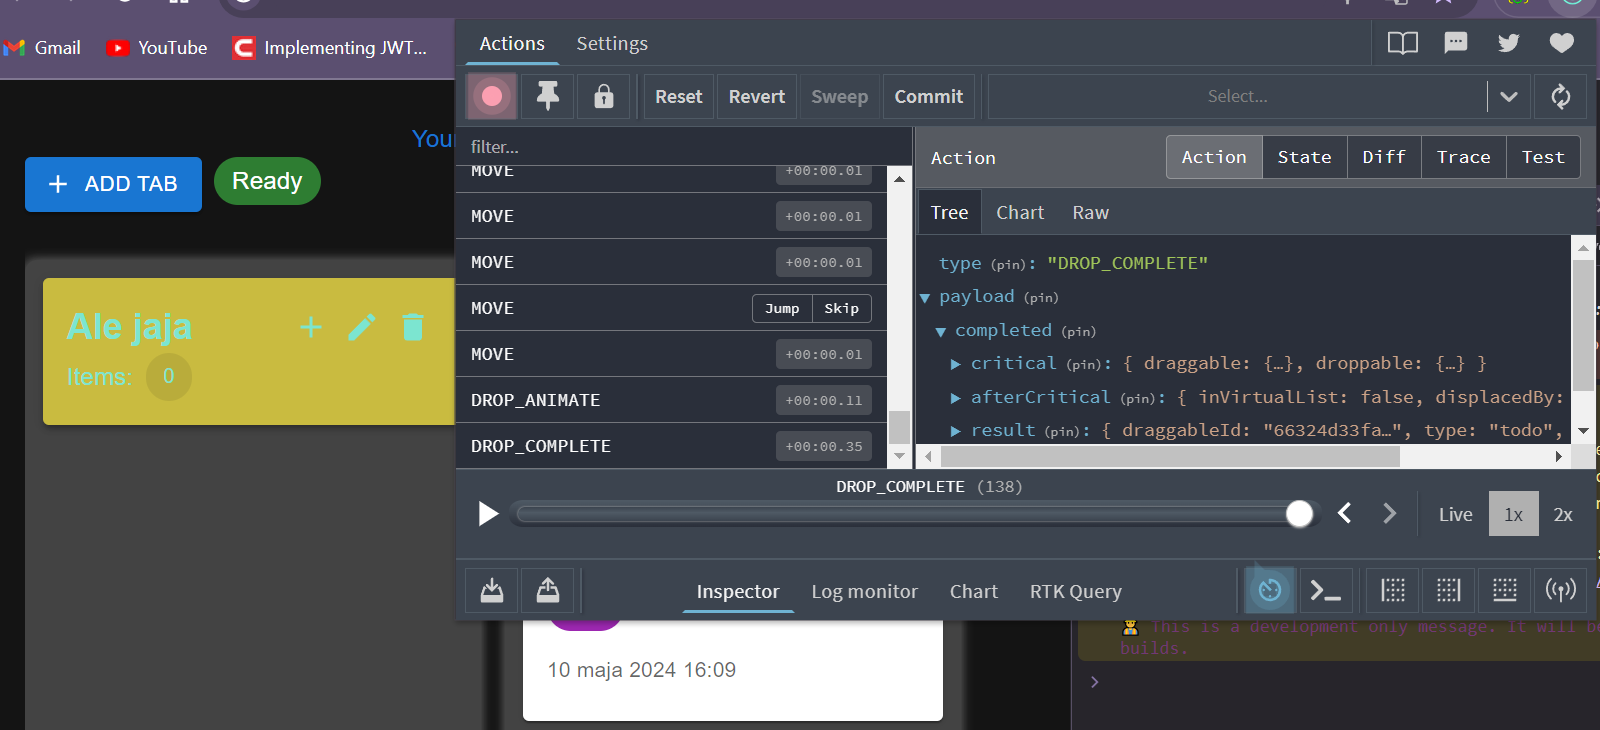 Gmail YouTube Implementing JWT...
Actions Settings
Reset Revert Sweep Commit Select...
filter...
MOVE +00:00.01
MOVE +00:00.01
MOVE +00:00.01
MOVE Jump Skip
MOVE +00:00.01
DROP_ANIMATE +00:00.11
DROP_COMPLETE +00:00.35
Action Action State Diff Trace Test
Tree Chart Raw
type (pin): "DROP_COMPLETE"
payload (pin)
completed (pin)
critical (pin): { draggable: {…}, droppable: {…} }
afterCritical (pin): { inVirtualList: false, displacedBy:
result (pin): { draggableId: "66324d33fa…", type: "todo",
DROP_COMPLETE (138)
Live 1x 2x
Inspector Log monitor Chart RTK Query
You
+ ADD TAB Ready
Ale jaja
Items: 0
10 maja 2024 16:09
This is a development only message. It will be
builds.